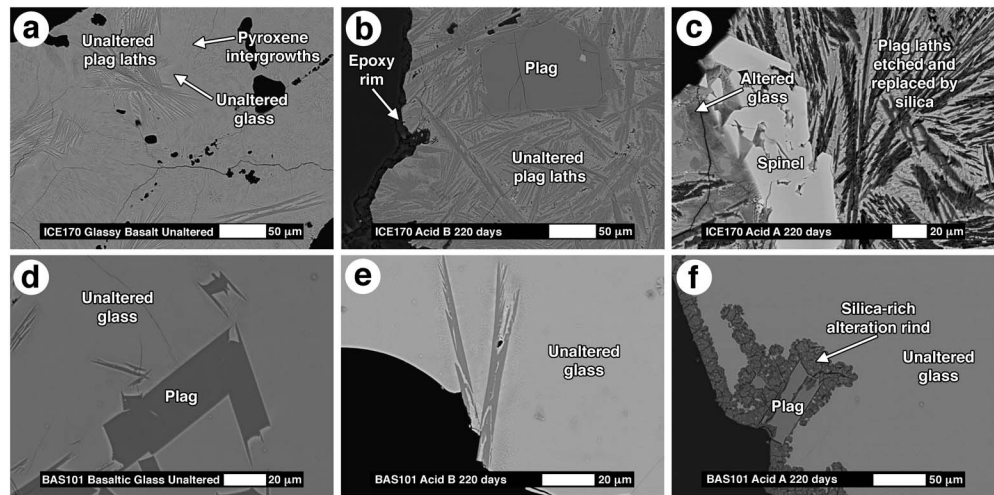 a
Unaltered
plag laths
Pyroxene
intergrowths
Unaltered
glass
ICE170 Glassy Basalt Unaltered 50 μm
b
Epoxy
rim
Plag
Unaltered
plag laths
ICE170 Acid B 220 days 50 μm
c
Altered
glass
Plag laths
etched and
replaced by
silica
Spinel
ICE170 Acid A 220 days 20 μm
d
Unaltered
glass
Plag
BAS101 Basaltic Glass Unaltered 20 μm
e
Unaltered
glass
BAS101 Acid B 220 days 20 μm
f
Silica-rich
alteration rind
Unaltered
glass
Plag
BAS101 Acid A 220 days 50 μm